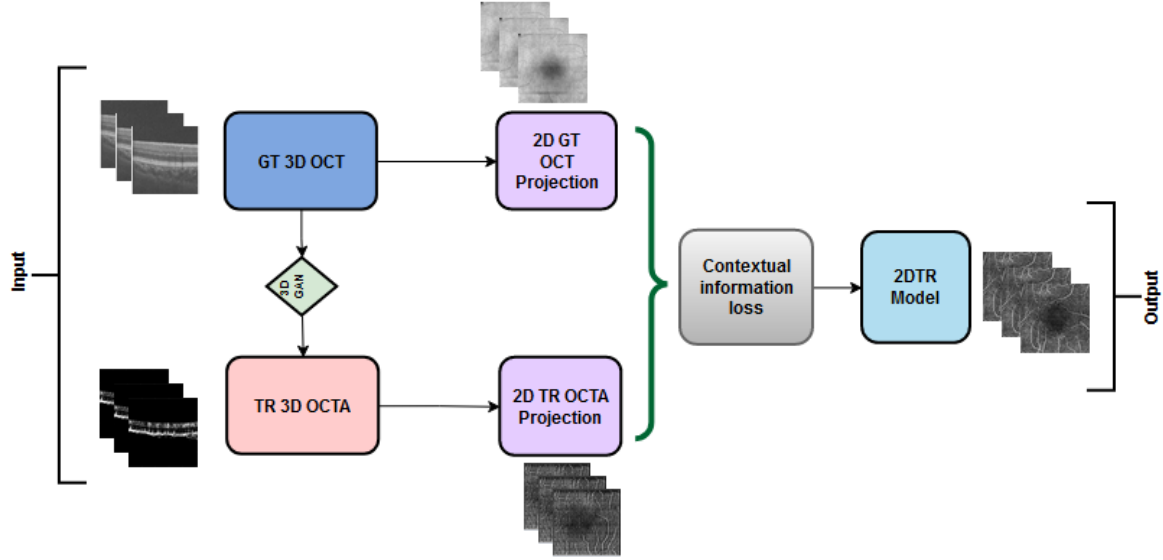 Input
GT 3D OCT
2D GT
OCT
Projection
3D
GAN
TR 3D OCTA
2D TR OCTA
Projection
Contextual
information
loss
2DTR
Model
Output